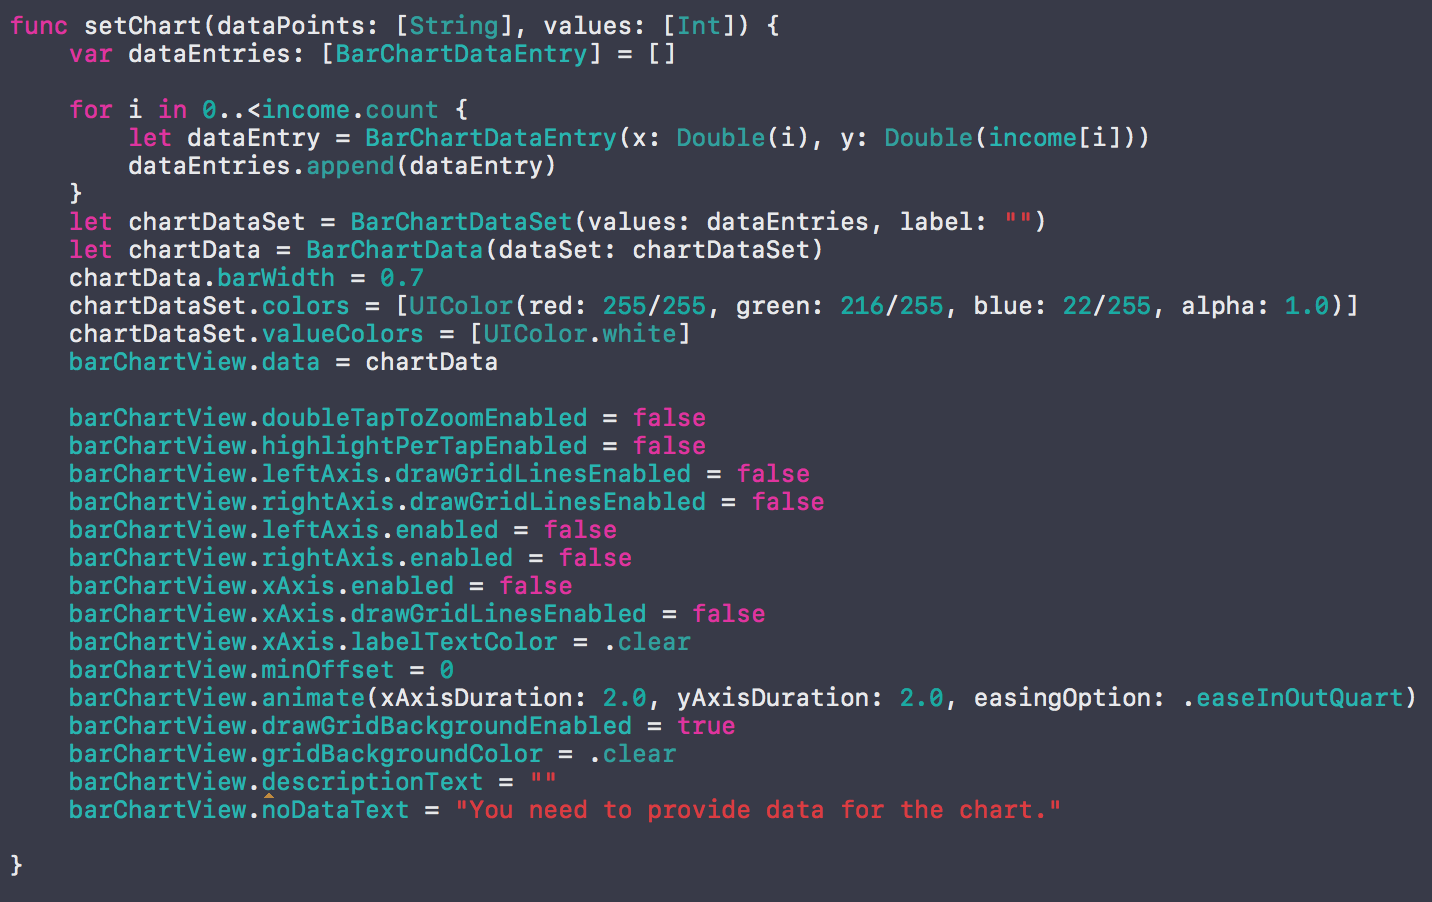 func setChart(dataPoints: [String], values: [Int]) {
    var dataEntries: [BarChartDataEntry] = []

    for i in 0..<income.count {
        let dataEntry = BarChartDataEntry(x: Double(i), y: Double(income[i]))
        dataEntries.append(dataEntry)
    }
    let chartDataSet = BarChartDataSet(values: dataEntries, label: "")
    let chartData = BarChartData(dataSet: chartDataSet)
    chartData.barWidth = 0.7
    chartDataSet.colors = [UIColor(red: 255/255, green: 216/255, blue: 22/255, alpha: 1.0)]
    chartDataSet.valueColors = [UIColor.white]
    barChartView.data = chartData

    barChartView.doubleTapToZoomEnabled = false
    barChartView.highlightPerTapEnabled = false
    barChartView.leftAxis.drawGridLinesEnabled = false
    barChartView.rightAxis.drawGridLinesEnabled = false
    barChartView.leftAxis.enabled = false
    barChartView.rightAxis.enabled = false
    barChartView.xAxis.enabled = false
    barChartView.xAxis.drawGridLinesEnabled = false
    barChartView.xAxis.labelTextColor = .clear
    barChartView.minOffset = 0
    barChartView.animate(xAxisDuration: 2.0, yAxisDuration: 2.0, easingOption: .easeInOutQuart)
    barChartView.drawGridBackgroundEnabled = true
    barChartView.gridBackgroundColor = .clear
    barChartView.descriptionText = ""
    barChartView.noDataText = "You need to provide data for the chart."

}